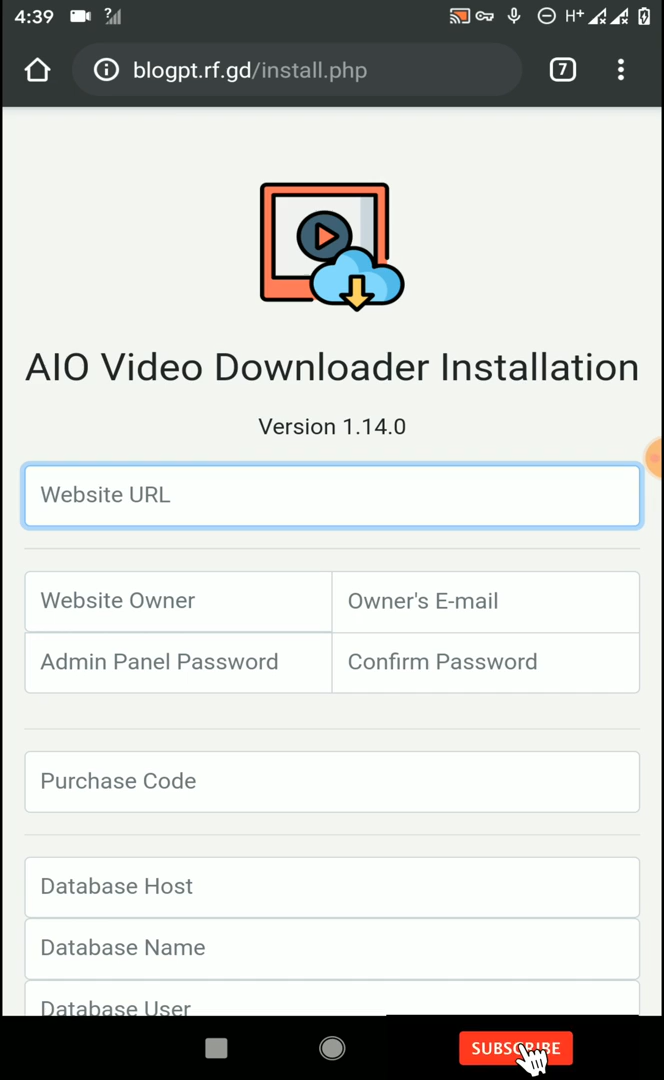 4:39
H+
blogpt.rf.gd/install.php
7
AIO Video Downloader Installation
Version 1.14.0
Website URL
Website Owner
Owner's E-mail
Admin Panel Password
Confirm Password
Purchase Code
Database Host
Database Name
Database User
SUBSCRIBE